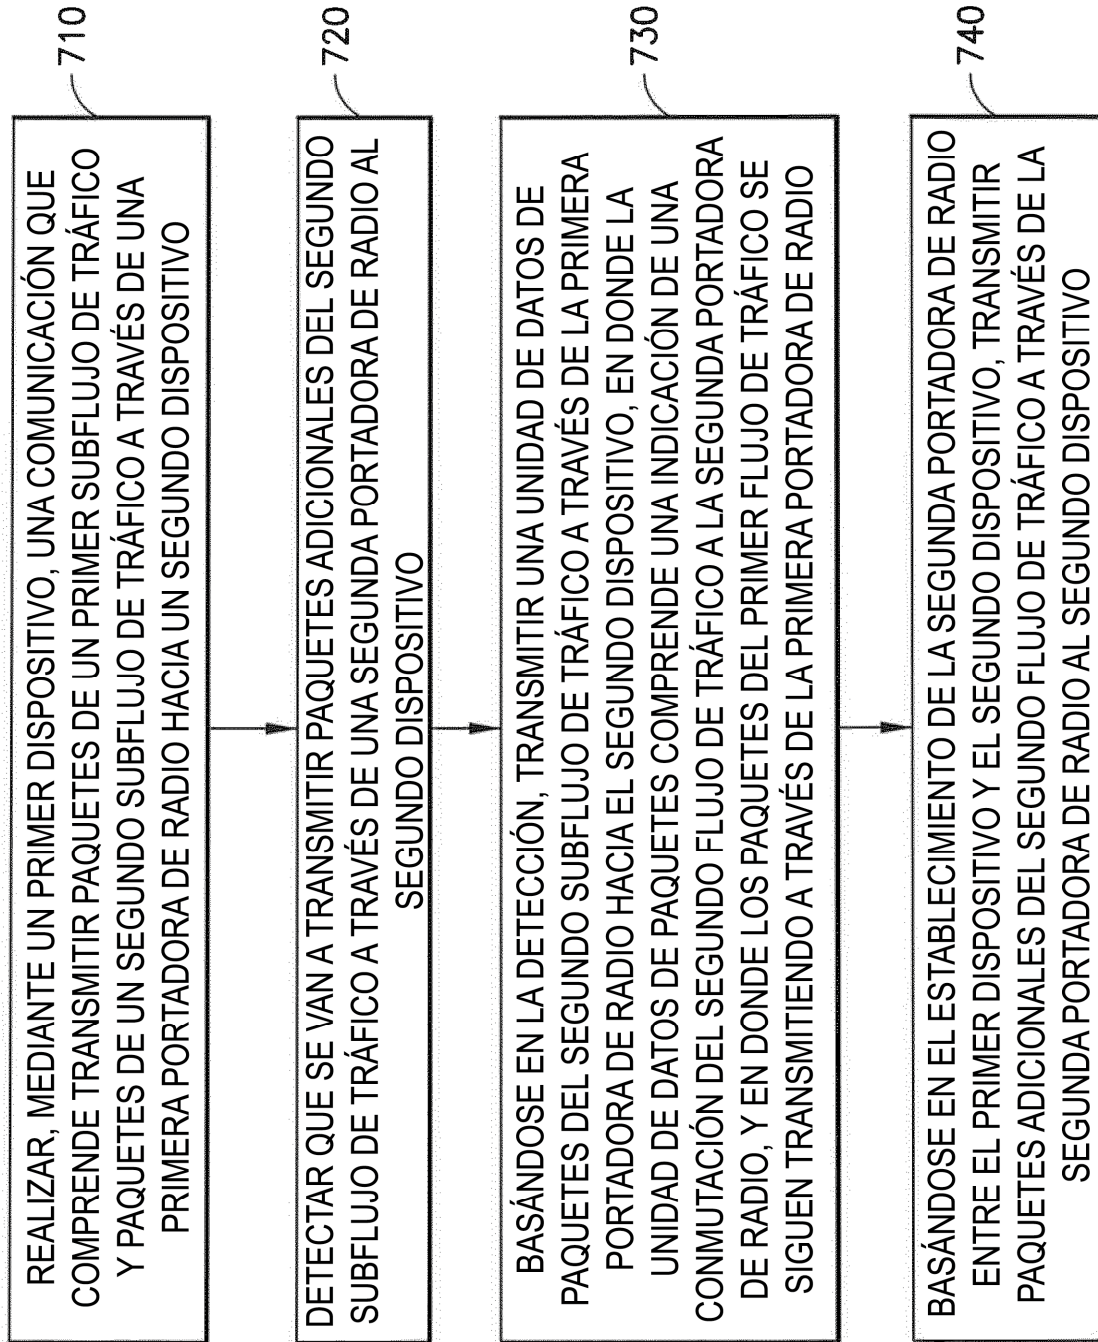 REALIZAR, MEDIANTE UN PRIMER DISPOSITIVO, UNA COMUNICACIÓN QUE
COMPRENDE TRANSMITIR PAQUETES DE UN PRIMER SUBFLUJO DE TRÁFICO
Y PAQUETES DE UN SEGUNDO SUBFLUJO DE TRÁFICO A TRAVÉS DE UNA
PRIMERA PORTADORA DE RADIO HACIA UN SEGUNDO DISPOSITIVO
710
DETECTAR QUE SE VAN A TRANSMITIR PAQUETES ADICIONALES DEL SEGUNDO
SUBFLUJO DE TRÁFICO A TRAVÉS DE UNA SEGUNDA PORTADORA DE RADIO AL
SEGUNDO DISPOSITIVO
720
BASÁNDOSE EN LA DETECCIÓN, TRANSMITIR UNA UNIDAD DE DATOS DE
PAQUETES DEL SEGUNDO SUBFLUJO DE TRÁFICO A TRAVÉS DE LA PRIMERA
PORTADORA DE RADIO HACIA EL SEGUNDO DISPOSITIVO, EN DONDE LA
UNIDAD DE DATOS DE PAQUETES COMPRENDE UNA INDICACIÓN DE UNA
CONMUTACIÓN DEL SEGUNDO FLUJO DE TRÁFICO A LA SEGUNDA PORTADORA
DE RADIO, Y EN DONDE LOS PAQUETES DEL PRIMER FLUJO DE TRÁFICO SE
SIGUEN TRANSMITIENDO A TRAVÉS DE LA PRIMERA PORTADORA DE RADIO
730
BASÁNDOSE EN EL ESTABLECIMIENTO DE LA SEGUNDA PORTADORA DE RADIO
ENTRE EL PRIMER DISPOSITIVO Y EL SEGUNDO DISPOSITIVO, TRANSMITIR
PAQUETES ADICIONALES DEL SEGUNDO FLUJO DE TRÁFICO A TRAVÉS DE LA
SEGUNDA PORTADORA DE RADIO AL SEGUNDO DISPOSITIVO
740